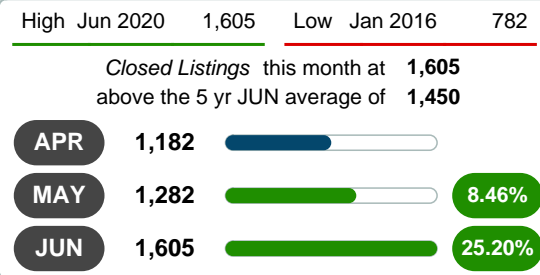 High Jun 2020 1,605 Low Jan 2016 782
Closed Listings this month at 1,605
above the 5 yr JUN average of 1,450
APR 1,182
MAY 1,282 8.46%
JUN 1,605 25.20%